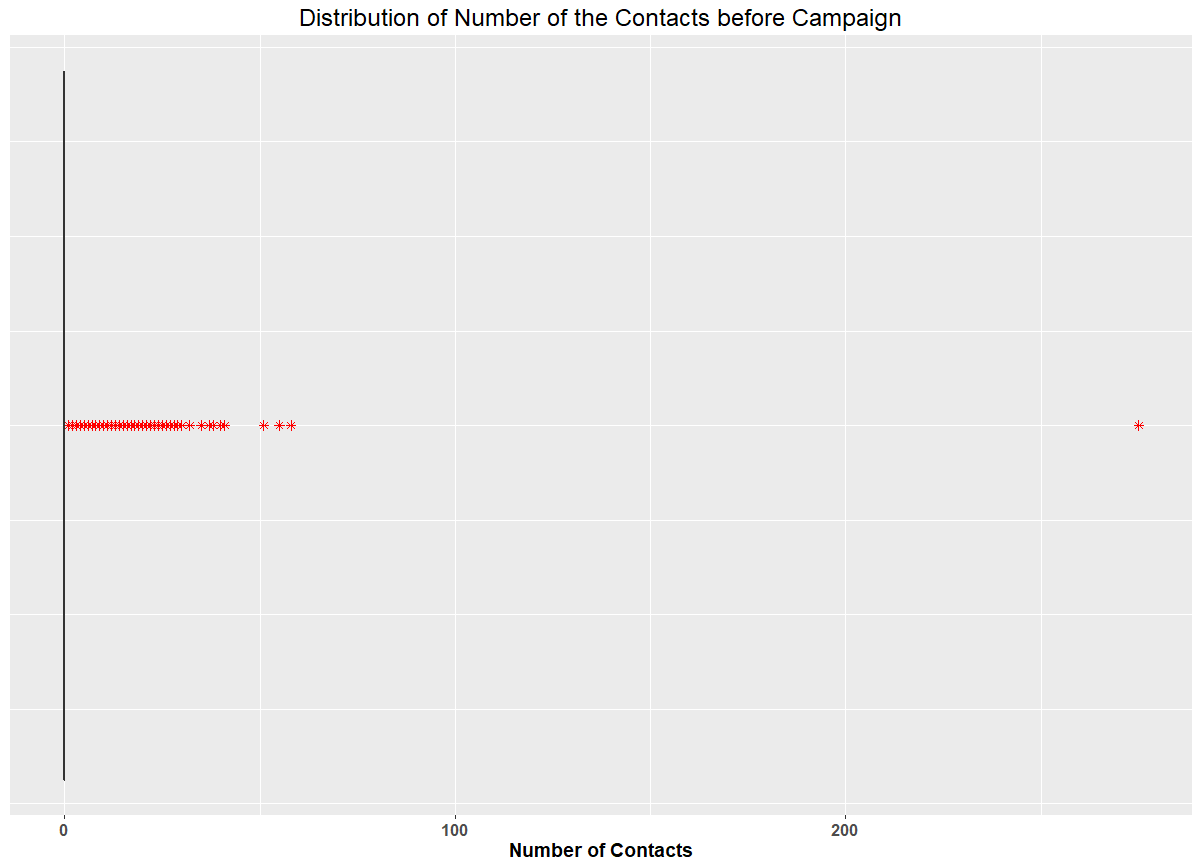 Distribution of Number of the Contacts before Campaign
0 100 200
Number of Contacts